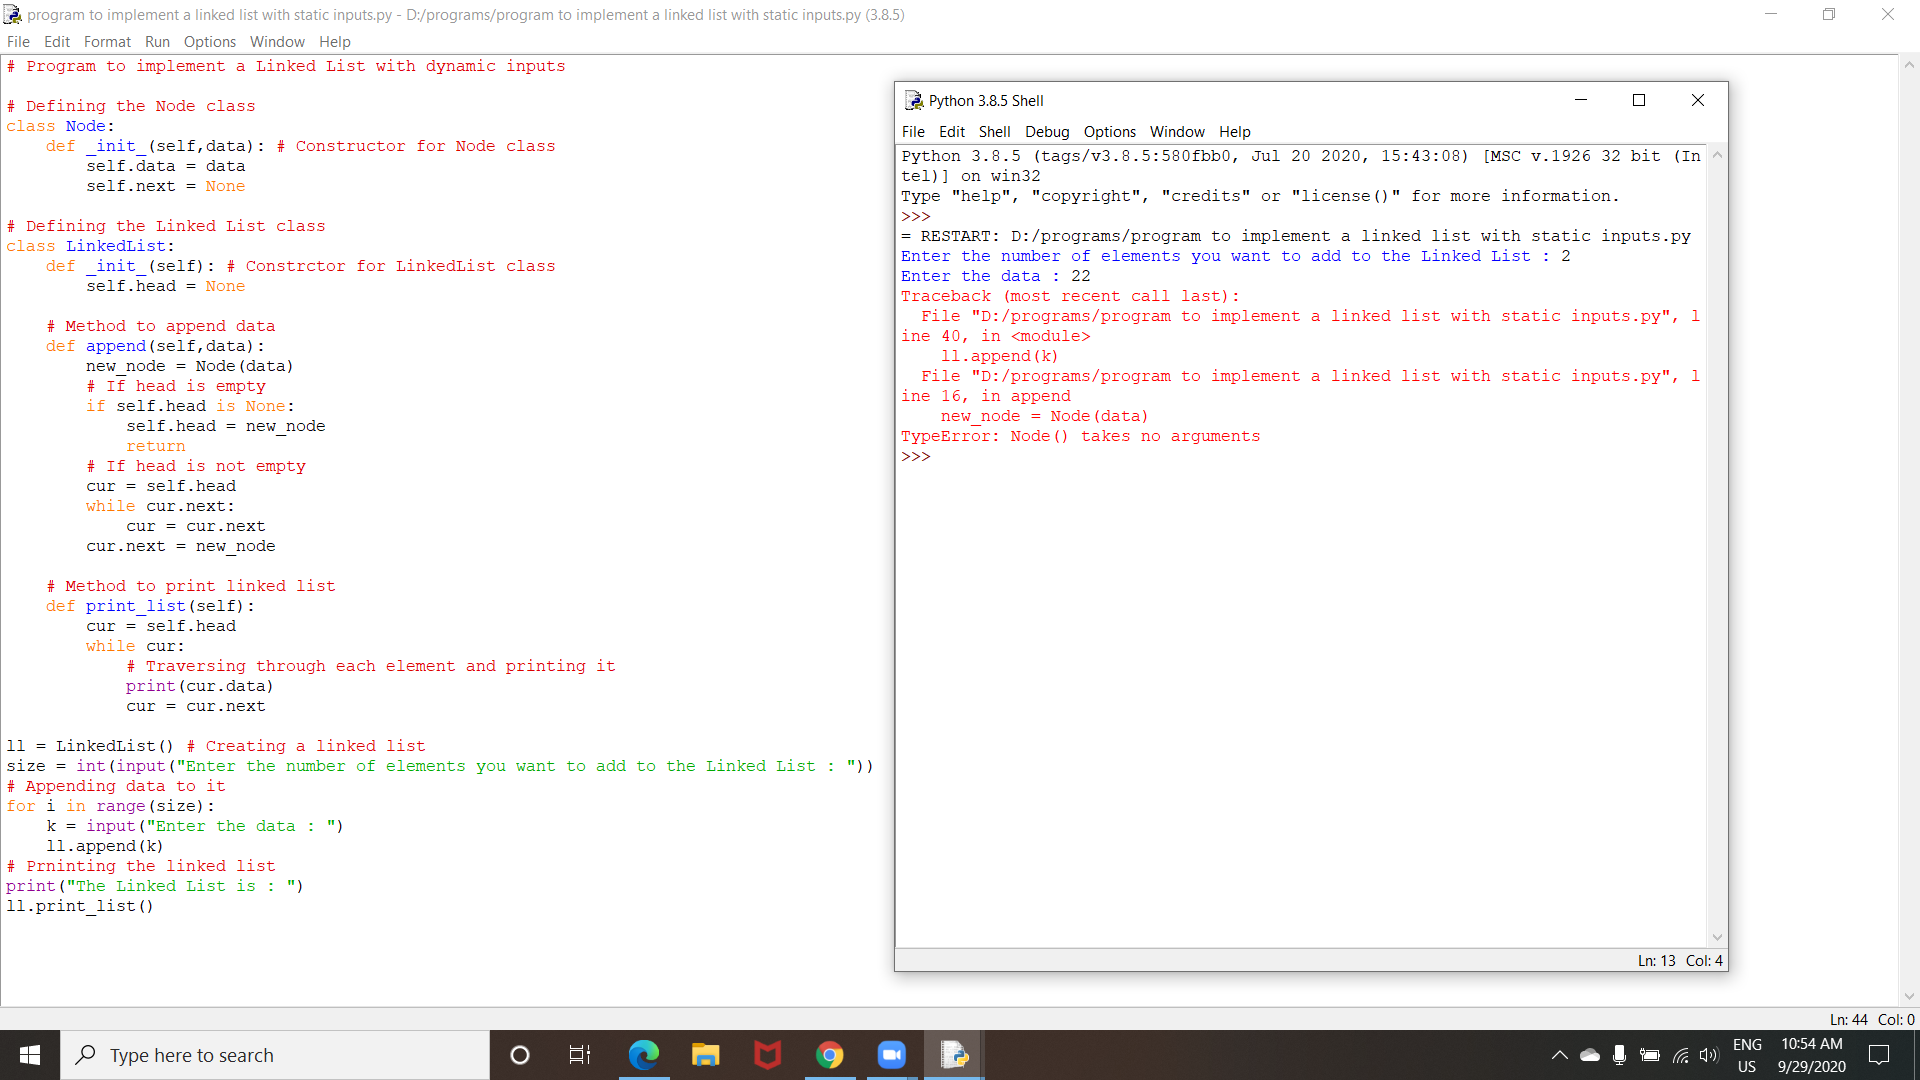 program to implement a linked list with static inputs.py - D:/programs/program to implement a linked list with static inputs.py (3.8.5)
File Edit Format Run Options Window Help
# Program to implement a Linked List with dynamic inputs

# Defining the Node class
class Node:
    def _init_(self,data): # Constructor for Node class
        self.data = data
        self.next = None

# Defining the Linked List class
class LinkedList:
    def _init_(self): # Constrctor for LinkedList class
        self.head = None

    # Method to append data
    def append(self,data):
        new_node = Node(data)
        # If head is empty
        if self.head is None:
            self.head = new_node
            return
        # If head is not empty
        cur = self.head
        while cur.next:
            cur = cur.next
        cur.next = new_node

    # Method to print linked list
    def print_list(self):
        cur = self.head
        while cur:
            # Traversing through each element and printing it
            print(cur.data)
            cur = cur.next

ll = LinkedList() # Creating a linked list
size = int(input("Enter the number of elements you want to add to the Linked List : "))
# Appending data to it
for i in range(size):
    k = input("Enter the data : ")
    ll.append(k)
# Prninting the linked list
print("The Linked List is : ")
ll.print_list()
Python 3.8.5 Shell
File Edit Shell Debug Options Window Help
Python 3.8.5 (tags/v3.8.5:580fbb0, Jul 20 2020, 15:43:08) [MSC v.1926 32 bit (In
tel)] on win32
Type "help", "copyright", "credits" or "license()" for more information.
>>>
= RESTART: D:/programs/program to implement a linked list with static inputs.py
Enter the number of elements you want to add to the Linked List : 2
Enter the data : 22
Traceback (most recent call last):
  File "D:/programs/program to implement a linked list with static inputs.py", l
ine 40, in <module>
    ll.append(k)
  File "D:/programs/program to implement a linked list with static inputs.py", l
ine 16, in append
    new_node = Node(data)
TypeError: Node() takes no arguments
>>>
Ln: 13 Col: 4
Ln: 44 Col: 0
Type here to search
ENG
US
10:54 AM
9/29/2020